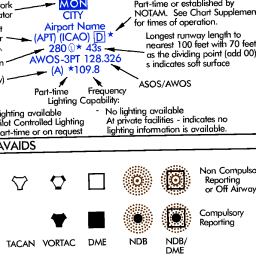 ork
MON
Part-time or established by
NOTAM. See Chart Supplement
for times of operation.
CITY
Airport Name
(APT) (ICAO) D *
280 * 43s
AWOS-3PT 128.326
(A) *109.8
Longest runway length to
nearest 100 feet with 70 feet
as the dividing point (add 00)
s indicates soft surface
ASOS/AWOS
Part-time
Frequency
Lighting Capability:
ighting available
lot Controlled Lighting
art-time or on request
- No lighting available
At private facilities - indicates no
lighting information is available.
AVAIDS
Non Compulso
Reporting
or Off Airway
Compulsory
Reporting
TACAN
VORTAC
DME
NDB
NDB/
DME